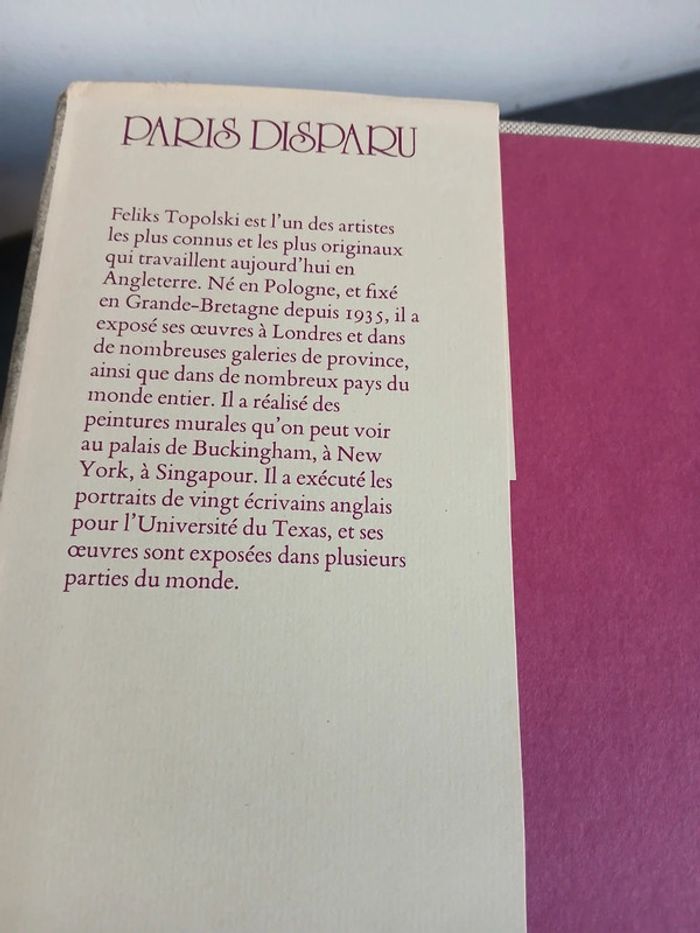 PARIS DISPARU
Feliks Topolski est l'un des artistes
les plus connus et les plus originaux
qui travaillent aujourd'hui en
Angleterre. Né en Pologne, et fixé
en Grande-Bretagne depuis 1935, il a
exposé ses œuvres à Londres et dans
de nombreuses galeries de province,
ainsi que dans de nombreux pays du
monde entier. Il a réalisé des
peintures murales qu'on peut voir
au palais de Buckingham, à New
York, à Singapour. Il a exécuté les
portraits de vingt écrivains anglais
pour l'Université du Texas, et ses
œuvres sont exposées dans plusieurs
parties du monde.